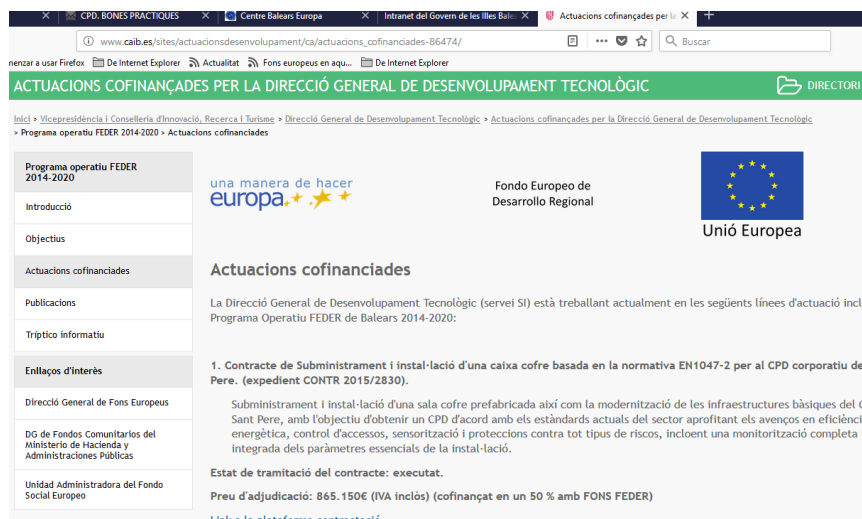 CPD. BONES PRACTIQUES
Centre Balears Europa
Intranet del Govern de les Illes Bale
Actuacions cofinançades per la
www.caib.es/sites/actuacionsdesenvolupament/ca/actuacions_cofinanciades-86474/
Buscar
menzar a usar Firefox De Internet Explorer Actualitat Fons europeus en aqu... De Internet Explorer
ACTUACIONS COFINANÇADES PER LA DIRECCIÓ GENERAL DE DESENVOLUPAMENT TECNOLÒGIC
DIRECTORI
Inici > Vicepresidència i Conselleria d'Innovació, Recerca i Turisme > Direcció General de Desenvolupament Tecnològic > Actuacions cofinançades per la Direcció General de Desenvolupament Tecnològic
> Programa operatiu FEDER 2014-2020 > Actuacions cofinanciades
Programa operatiu FEDER
2014-2020
Introducció
Objectius
Actuacions cofinanciades
Publicacions
Tríptico informatiu
Enllaços d'interès
Direcció General de Fons Europeus
DG de Fondos Comunitarios del
Ministerio de Hacienda y
Administraciones Públicas
Unidad Administradora del Fondo
Social Europeo
una manera de hacer
europa
Fondo Europeo de
Desarrollo Regional
Unió Europea
Actuacions cofinanciades
La Direcció General de Desenvolupament Tecnològic (servei SI) està treballant actualment en les següents línees d'actuació incl
Programa Operatiu FEDER de Balears 2014-2020:
1. Contracte de Subministrament i instal·lació d'una caixa cofre basada en la normativa EN1047-2 per al CPD corporatiu de
Pere. (expedient CONTR 2015/2830).
Subministrament i instal·lació d'una sala cofre prefabricada així com la modernització de les infraestructures bàsiques del C
Sant Pere, amb l'objectiu d'obtenir un CPD d'acord amb els estàndards actuals del sector aprofitant els avenços en eficiènci
energètica, control d'accessos, sensorització i proteccions contra tot tipus de riscos, incloent una monitorització completa
integrada dels paràmetres essencials de la instal·lació.
Estat de tramitació del contracte: executat.
Preu d'adjudicació: 865.150€ (IVA inclòs) (cofinançat en un 50 % amb FONS FEDER)